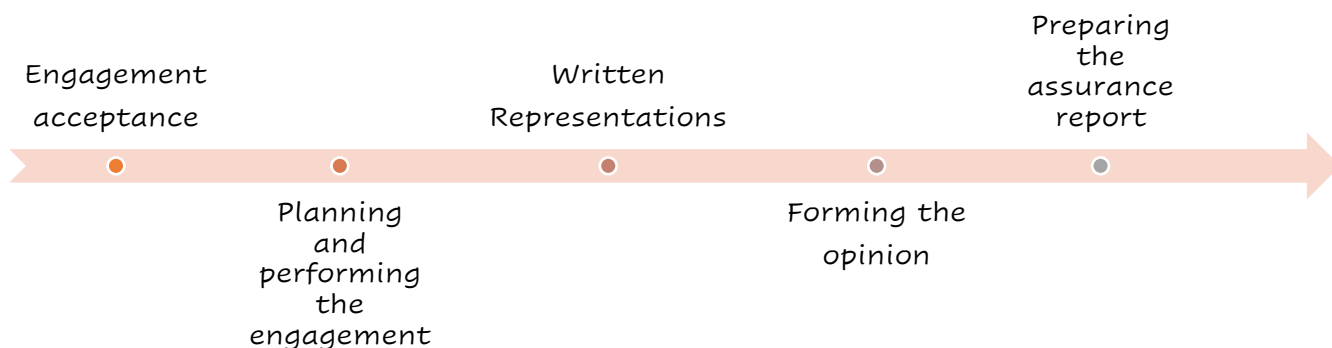 Engagement
acceptance
Planning
and
performing
the
engagement
Written
Representations
Forming the
opinion
Preparing
the
assurance
report